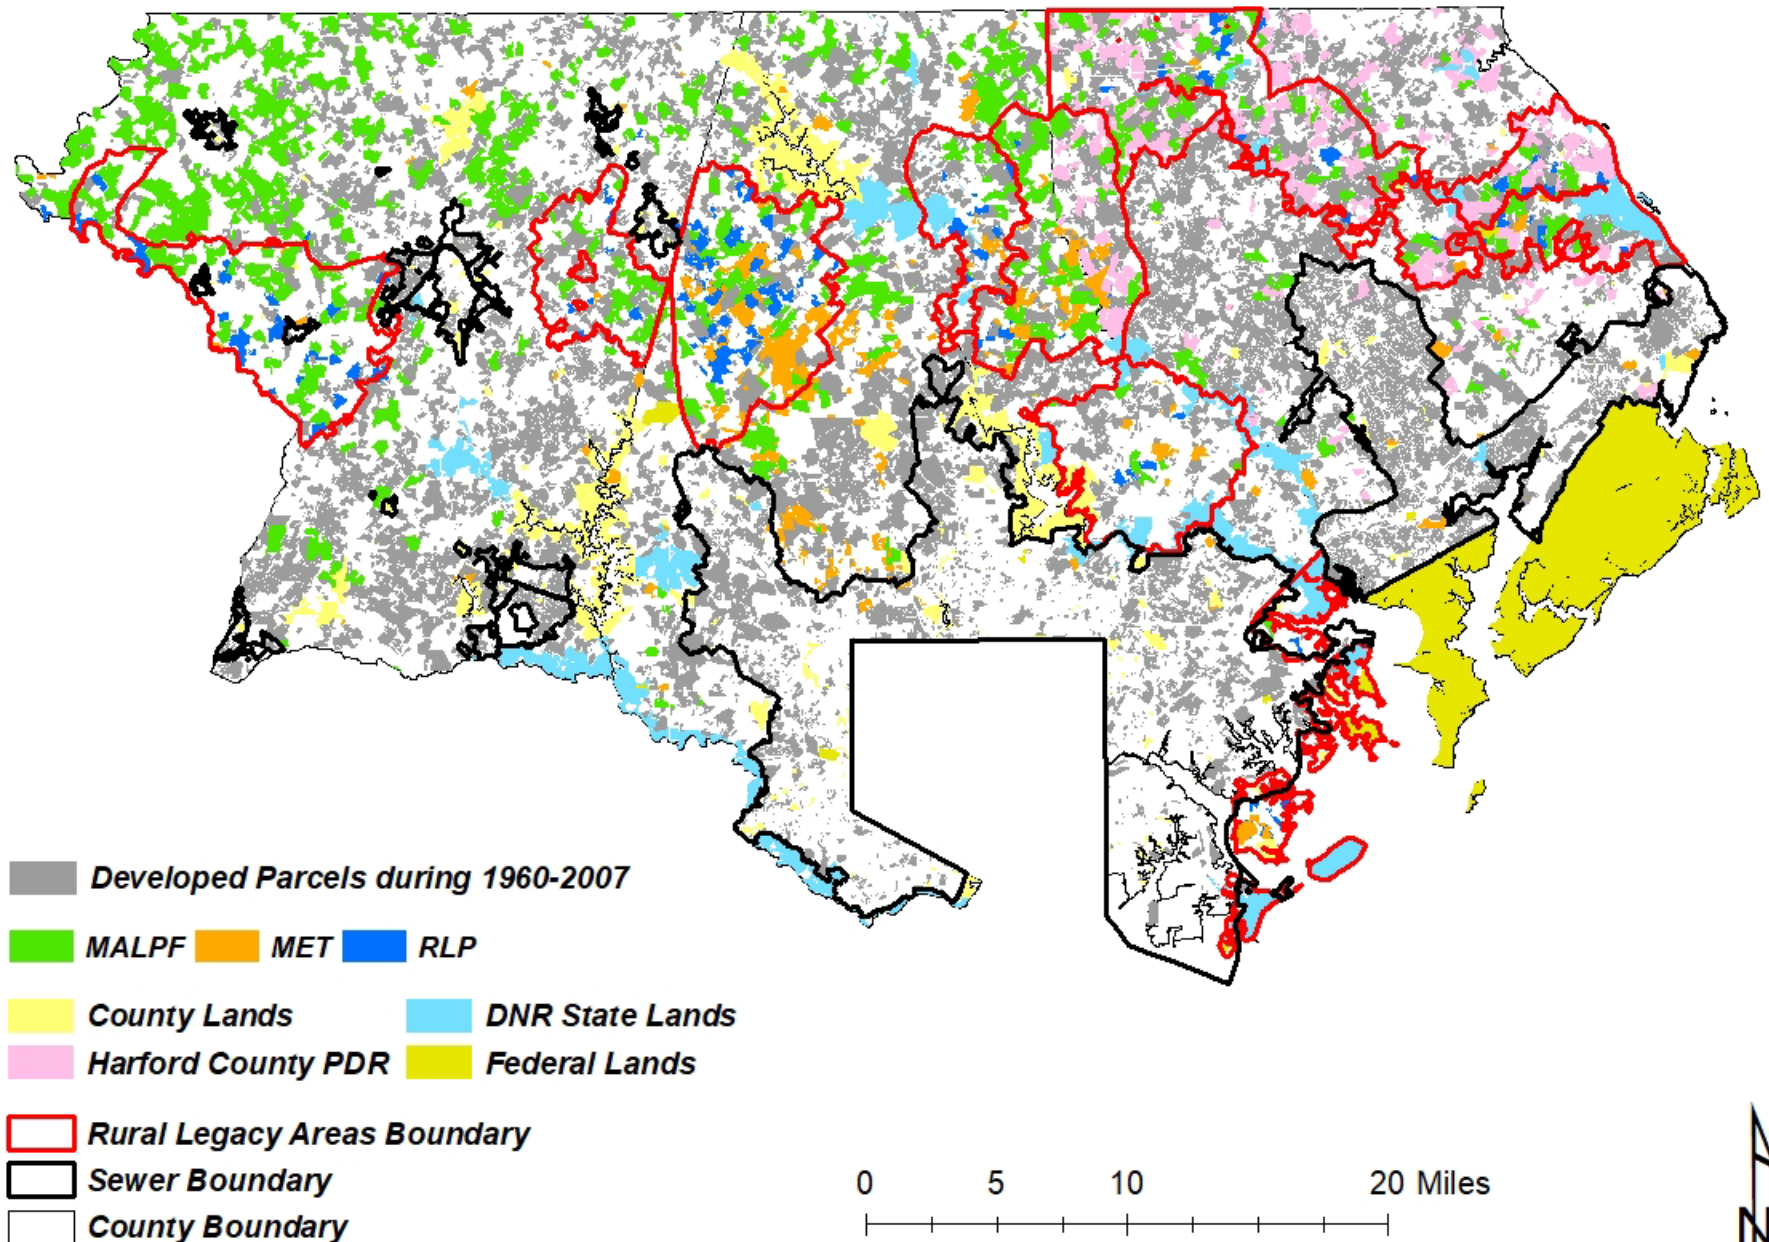 Developed Parcels during 1960-2007
MALPF MET RLP
County Lands DNR State Lands
Harford County PDR Federal Lands
Rural Legacy Areas Boundary
Sewer Boundary
County Boundary
0 5 10 20 Miles
N